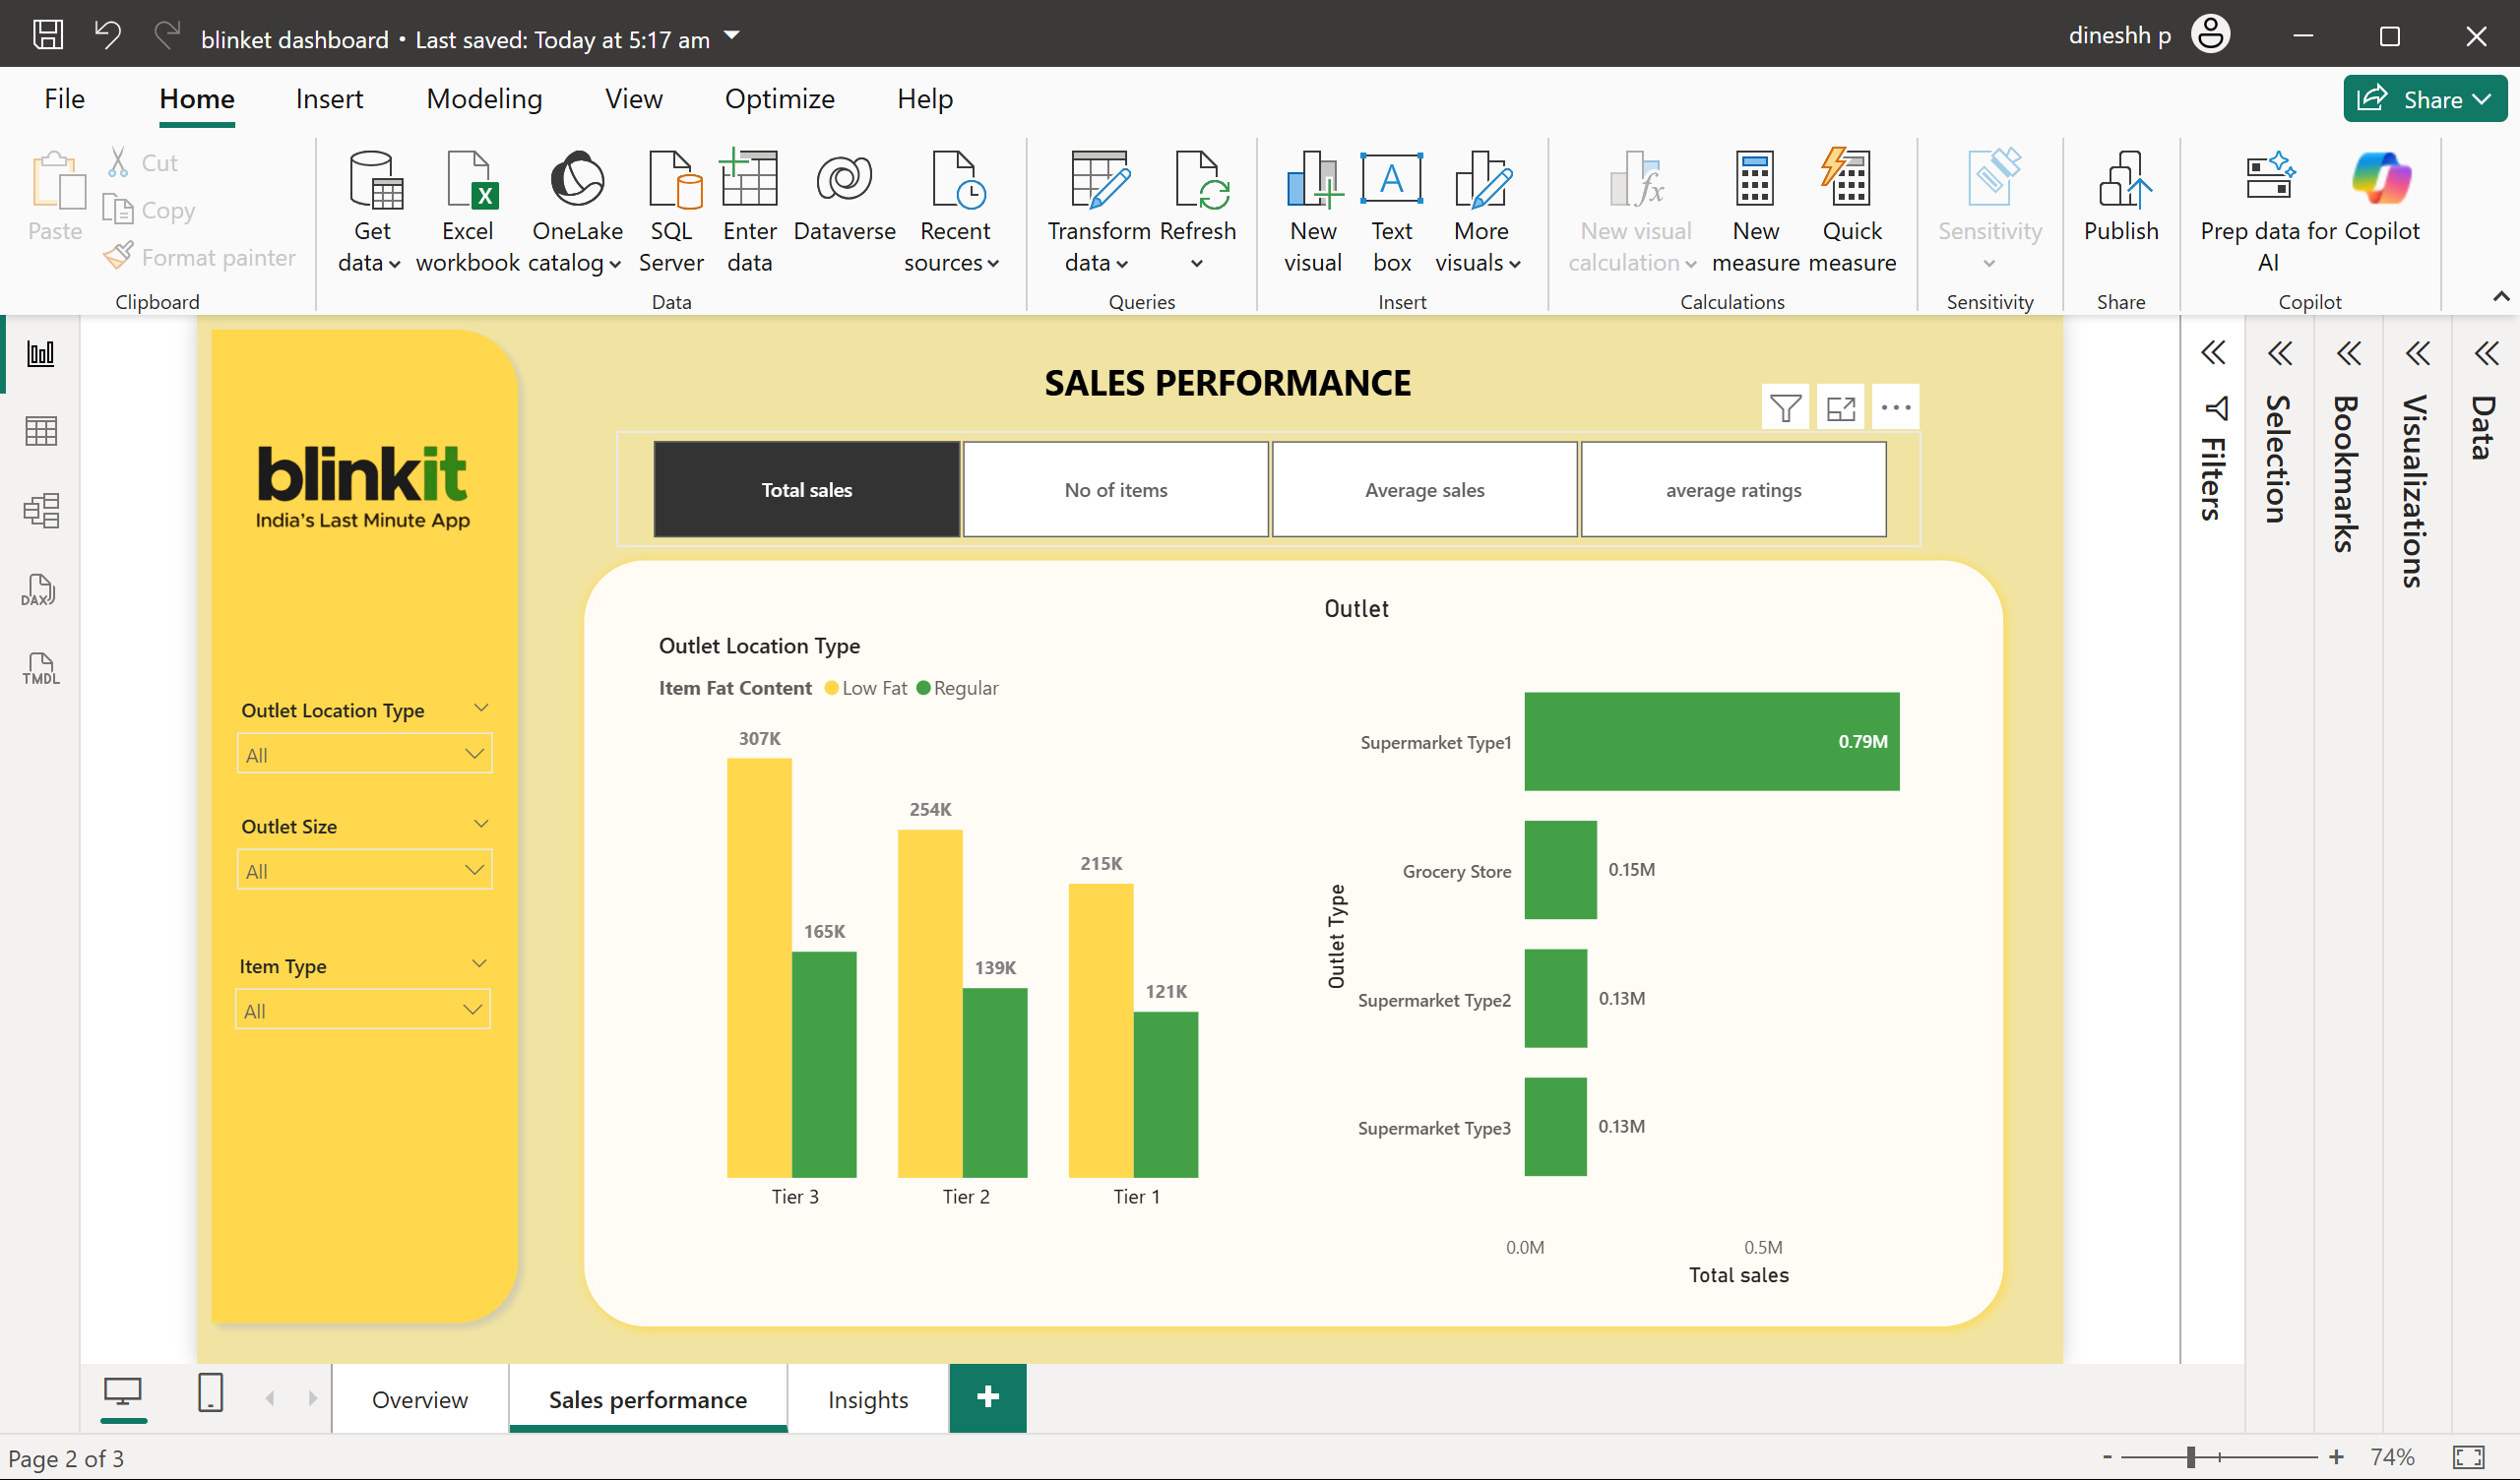 blinket dashboard • Last saved: Today at 5:17 am
dineshh p
File Home Insert Modeling View Optimize Help
Share
Paste
Cut
Copy
Format painter
Clipboard
Get data
Excel workbook
OneLake catalog
SQL Server
Enter data
Dataverse
Recent sources
Data
Transform data
Refresh
Queries
New visual
Text box
More visuals
Insert
New visual calculation
New measure
Quick measure
Calculations
Sensitivity
Sensitivity
Publish
Share
Prep data for AI
Copilot
Copilot
DAX
TMDL
blinkit
India's Last Minute App
Outlet Location Type
All
Outlet Size
All
Item Type
All
SALES PERFORMANCE
Total sales
No of items
Average sales
average ratings
Outlet Location Type
Item Fat Content Low Fat Regular
307K
165K
254K
139K
215K
121K
Tier 3 Tier 2 Tier 1
Outlet
Outlet Type
Supermarket Type1 0.79M
Grocery Store 0.15M
Supermarket Type2 0.13M
Supermarket Type3 0.13M
0.0M 0.5M
Total sales
Filters
Selection
Bookmarks
Visualizations
Data
Overview
Sales performance
Insights
+
Page 2 of 3
- + 74%